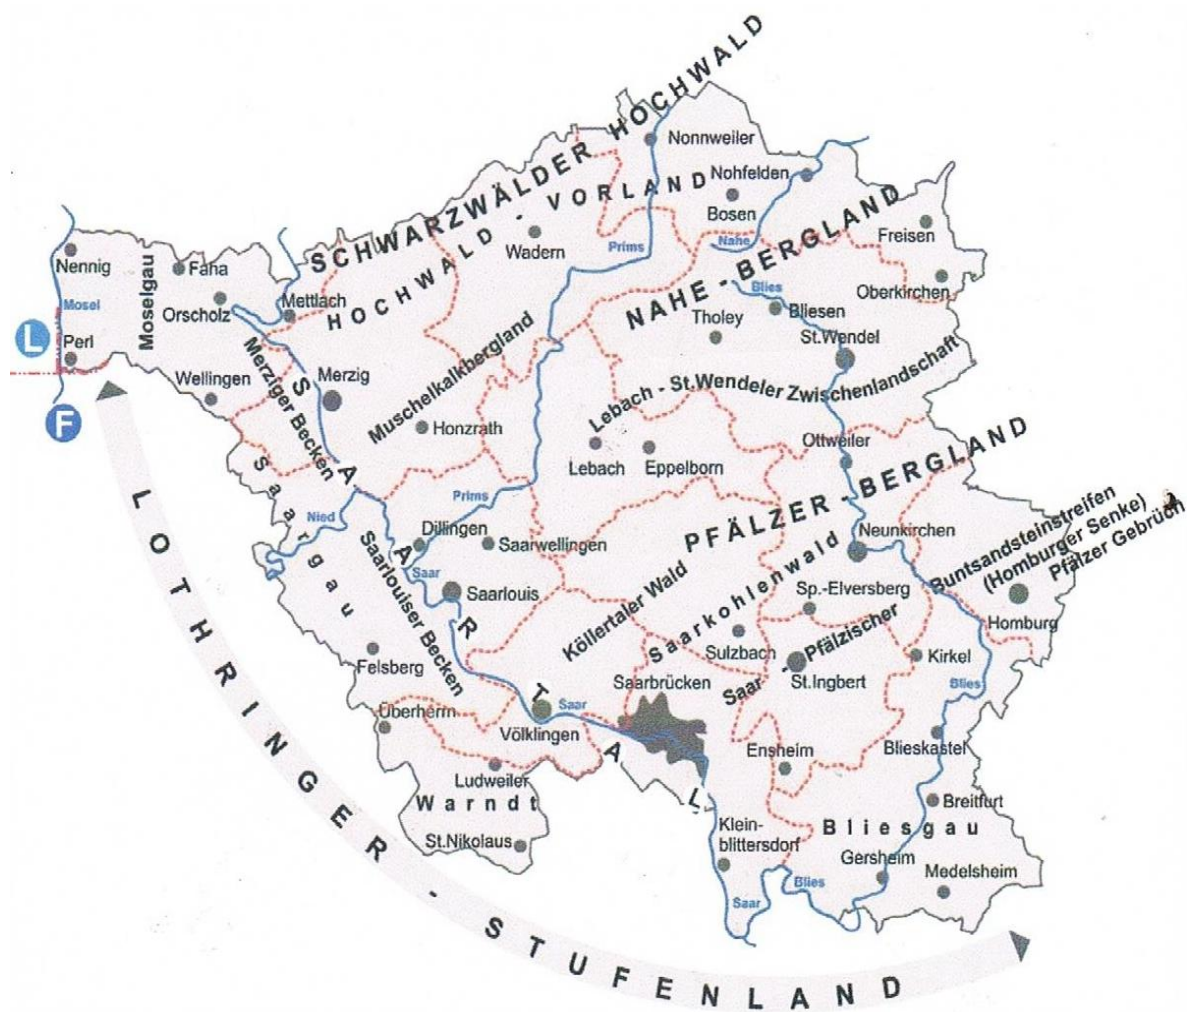 SCHWARZWÄLDER HOCHWALD
HOCHWALD - VORLAND
Nonnweiler
Nohfelden
Bosen
Wadern
Prims
Nahe
NAHE - BERGLAND
Freisen
Oberkirchen
Nennig
Mosel
Moselgau
Faha
Orscholz
Mettlach
L
Perl
F
Wellingen
Merziger Becken
Merzig
Muschelkalkbergland
Honzrath
Blies
Bliesen
Tholey
St.Wendel
Lebach - St.Wendeler Zwischenlandschaft
Lebach
Eppelborn
Ottweiler
PFÄLZER - BERGLAND
SAARTAL
Saargau
Nied
Prims
Dillingen
Saarwellingen
Saar
Saarlouis
Saarlouiser Becken
Felsberg
Köllertaler Wald
Saarkohlenwald
Neunkirchen
Sp.-Elversberg
Buntsandsteinstreifen
(Homburger Senke)
Pfälzer Gebrüch
Homburg
Sulzbach
Saar - Pfälzischer
St.Ingbert
Kirkel
Blies
Saarbrücken
Saar
Völklingen
Überherrn
Ludweiler
Warndt
St.Nikolaus
Ensheim
Blieskastel
Breitfurt
Bliesgau
Klein-
blittersdorf
Gersheim
Medelsheim
Blies
Saar
LOTHRINGER - STUFENLAND